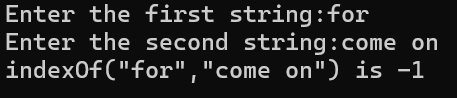 Enter the first string:for
Enter the second string:come on
indexOf("for","come on") is -1